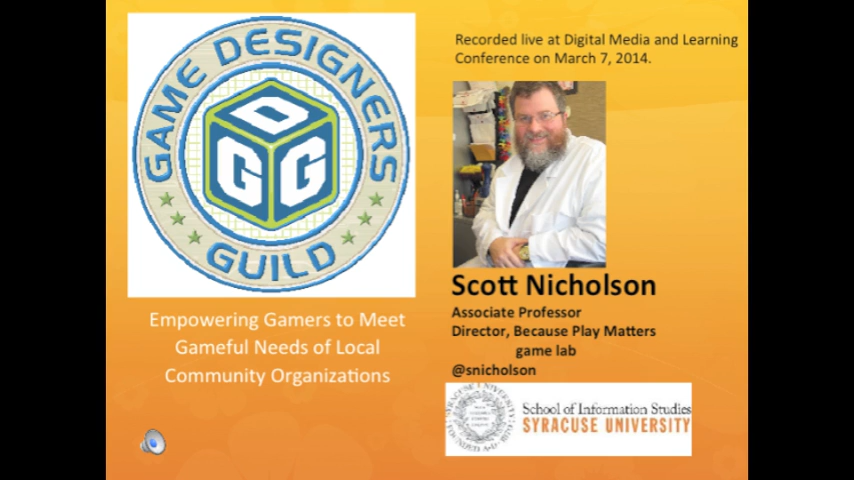 GAME DESIGNERS
D
G G
GUILD
Empowering Gamers to Meet
Gameful Needs of Local
Community Organizations
Recorded live at Digital Media and Learning
Conference on March 7, 2014.
Scott Nicholson
Associate Professor
Director, Because Play Matters
game lab
@snicholson
School of Information Studies
SYRACUSE UNIVERSITY